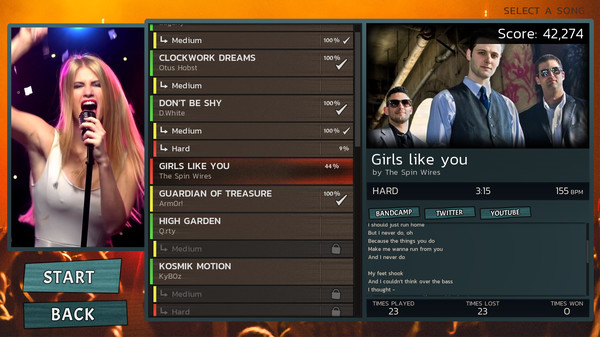 SELECT A SONG
Medium
100%
CLOCKWORK DREAMS
100%
Otus Hobst
Medium
DON'T BE SHY
100%
D.White
Medium
100%
Hard
9%
GIRLS LIKE YOU
44%
The Spin Wires
GUARDIAN OF TREASURE
100%
ArmOr!
HIGH GARDEN
Q.rty
Medium
KOSMIK MOTION
KyBOz
Medium
Hard
START
BACK
Score: 42,274
Girls like you
by The Spin Wires
HARD 3:15 155 BPM
BANDCAMP TWITTER YOUTUBE
I should just run home
But I never do, oh
Because the things you do
Make me wanna run from you
And I never do
My feet shook
And I couldn't think over the bass
I thought -
TIMES PLAYED TIMES LOST TIMES WON
23 23 0